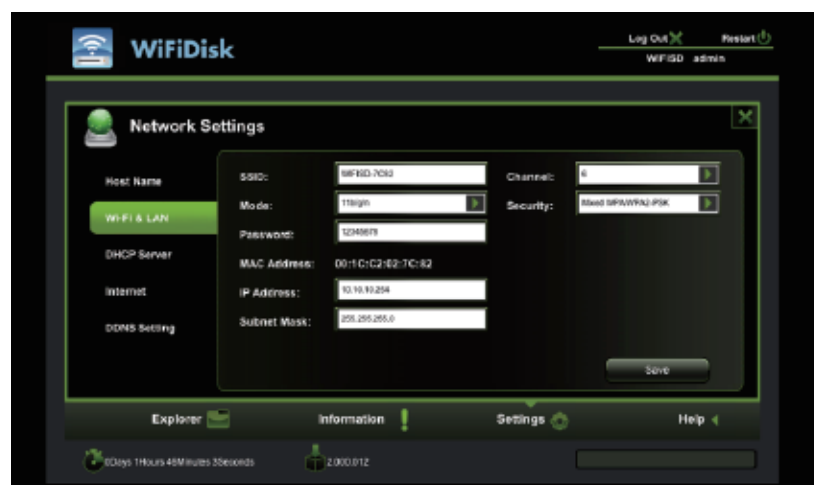 WiFiDisk
Log Out Restart
WiFiSD admin
Network Settings
Host Name
Wi-Fi & LAN
DHCP Server
Internet
DDNS Setting
SSID: WiFiSD-7C82
Mode: 11b/g/n
Password: 12345678
MAC Address: 00:1C:C2:02:7C:82
IP Address: 10.10.10.254
Subnet Mask: 255.255.255.0
Channel: 6
Security: Mixed WPA/WPA2-PSK
Save
Explorer Information Settings Help
0Days 1Hours 46Minutes 3Seconds 2.000.012